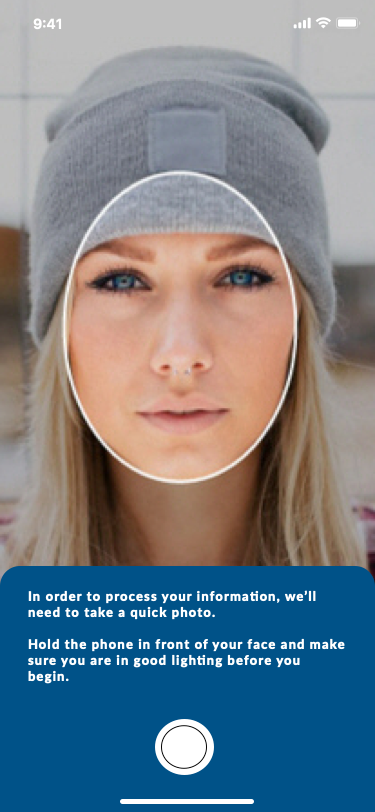 9:41
In order to process your information, we'll
need to take a quick photo.
Hold the phone in front of your face and make
sure you are in good lighting before you
begin.